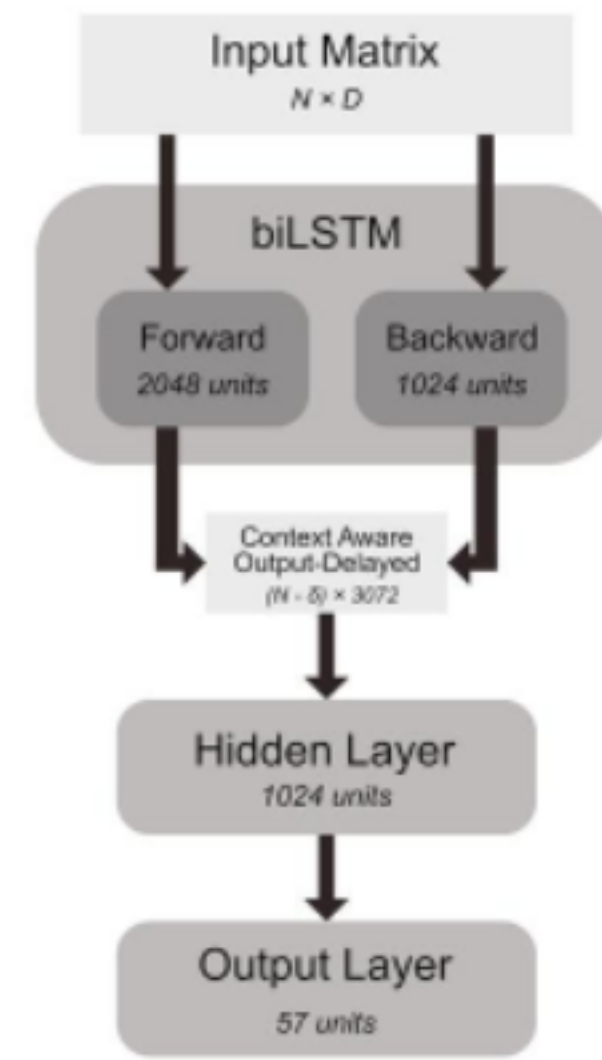 Input Matrix
N × D
biLSTM
Forward
2048 units
Backward
1024 units
Context Aware
Output-Delayed
(N - δ) × 3072
Hidden Layer
1024 units
Output Layer
57 units